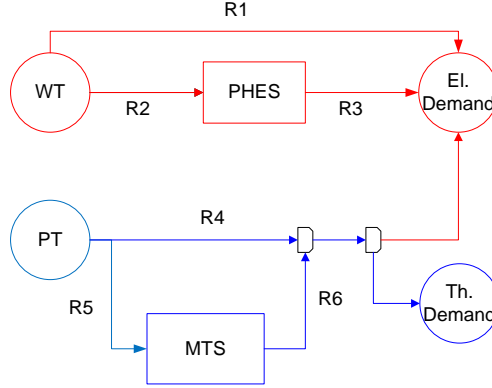 R1
WT
R2
PHES
R3
El.
Demand
PT
R4
R5
MTS
R6
Th.
Demand